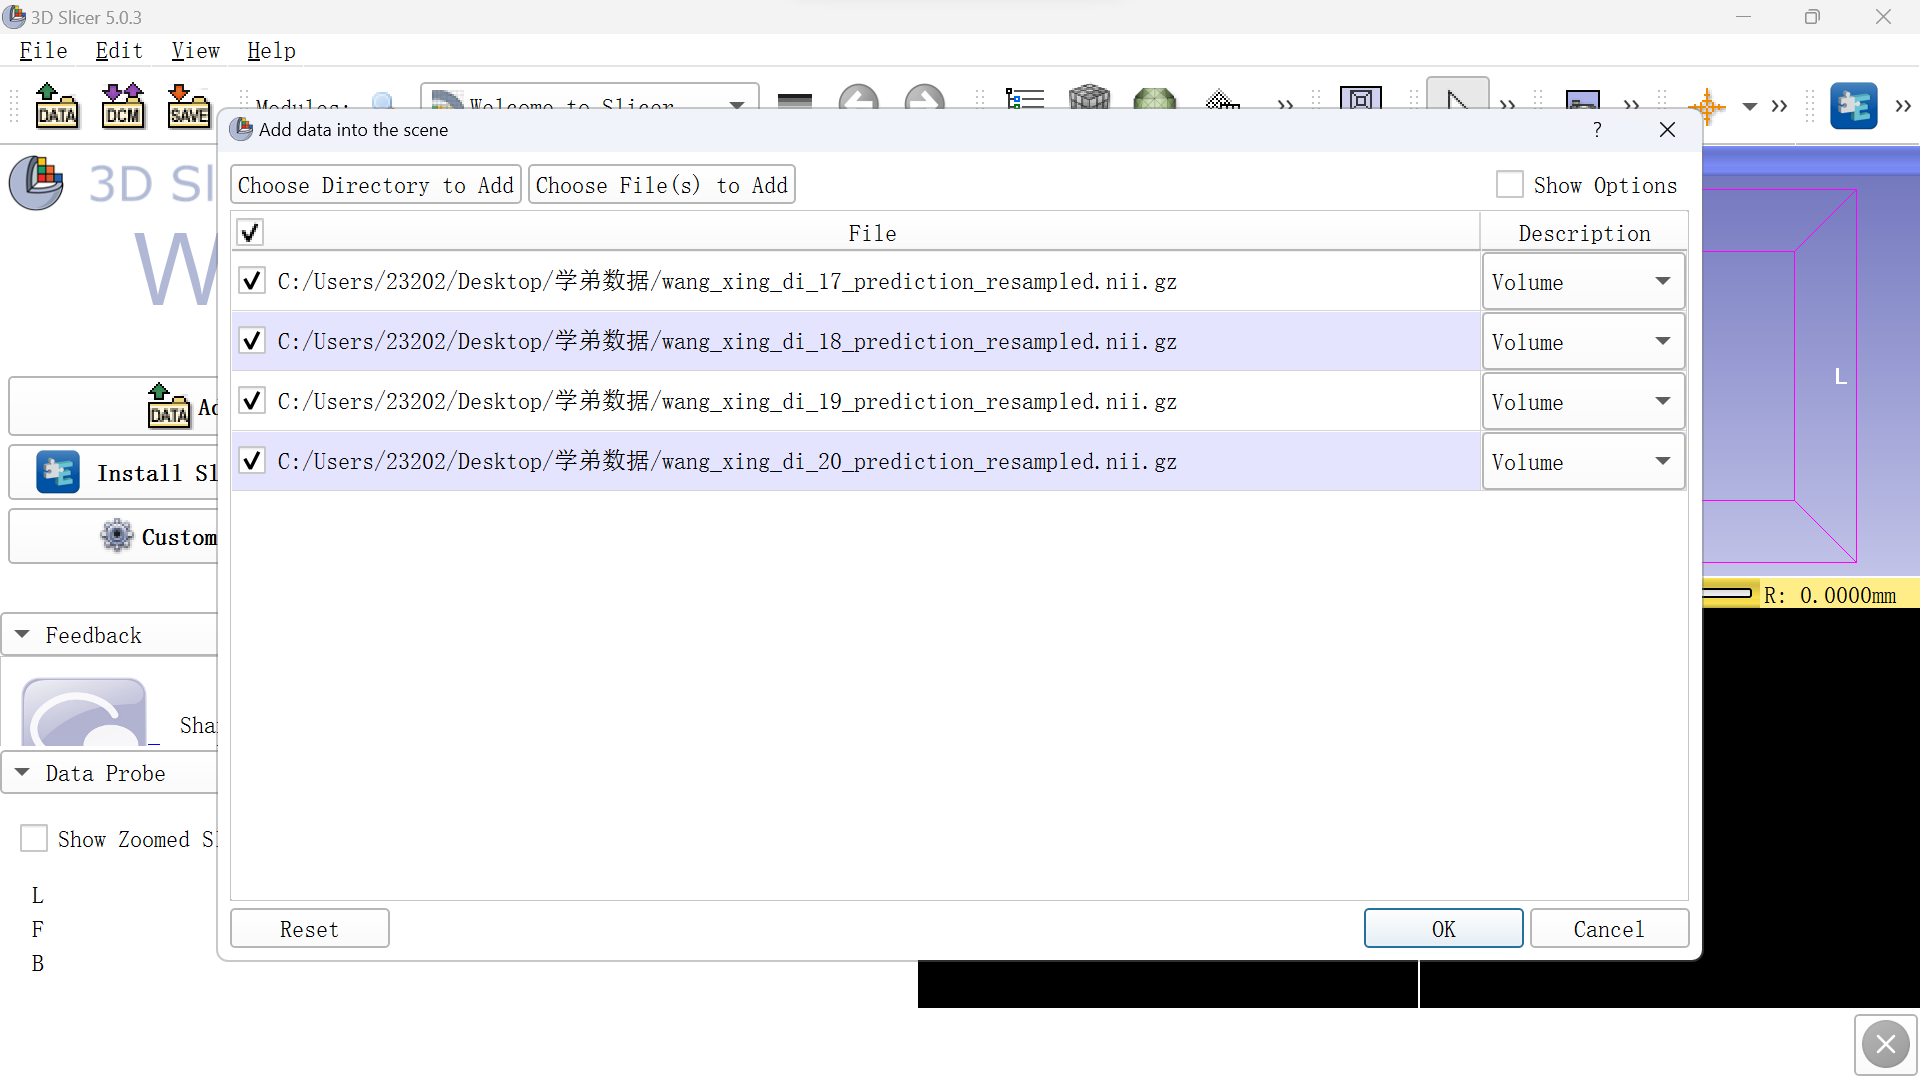 3D Slicer 5.0.3
File Edit View Help
DATA DCM SAVE Modules: Welcome to Slicer
Add data into the scene
?
3D Sl
Choose Directory to Add Choose File(s) to Add Show Options
File Description
W
C:/Users/23202/Desktop/学弟数据/wang_xing_di_17_prediction_resampled.nii.gz Volume
C:/Users/23202/Desktop/学弟数据/wang_xing_di_18_prediction_resampled.nii.gz Volume
L
C:/Users/23202/Desktop/学弟数据/wang_xing_di_19_prediction_resampled.nii.gz Volume
DATA Ad
C:/Users/23202/Desktop/学弟数据/wang_xing_di_20_prediction_resampled.nii.gz Volume
Install Sl
Custom
R: 0.0000mm
Feedback
Shar
Data Probe
Show Zoomed Sl
L
F
B
Reset OK Cancel